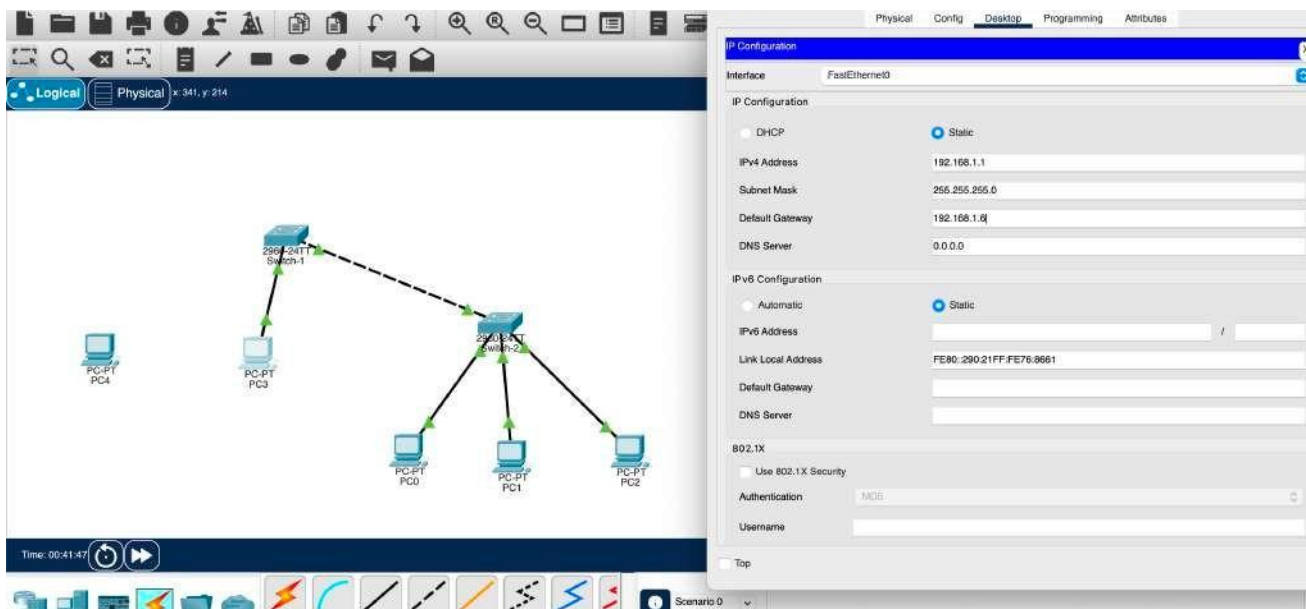 Physical Config Desktop Programming Attributes
IP Configuration
Interface FastEthernet0
IP Configuration
DHCP Static
IPv4 Address 192.168.1.1
Subnet Mask 255.255.255.0
Default Gateway 192.168.1.6
DNS Server 0.0.0.0
IPv6 Configuration
Automatic Static
IPv6 Address /
Link Local Address FE80::290:21FF:FE76:8661
Default Gateway
DNS Server
802.1X
Use 802.1X Security
Authentication MD5
Username
Top
Logical Physical x: 341, y: 214
2960-24TT
Switch-1
2960-24TT
Switch-2
PC-PT
PC4
PC-PT
PC3
PC-PT
PC0
PC-PT
PC1
PC-PT
PC2
Time: 00:41:47
Scenario 0